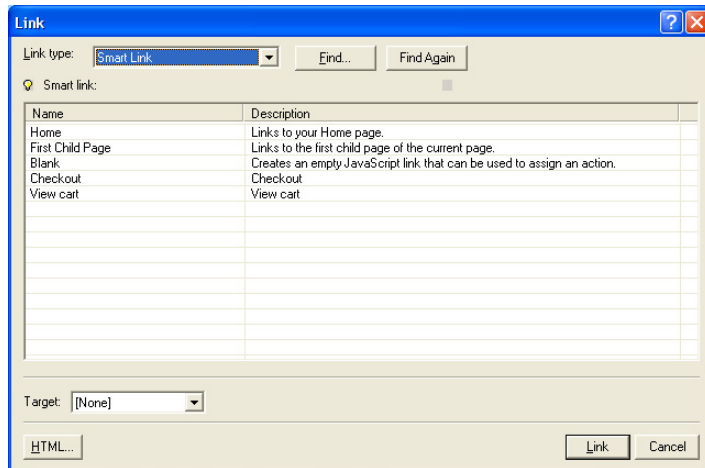 Link
Link type: Smart Link Find... Find Again
Smart link:
Name Description
Home Links to your Home page.
First Child Page Links to the first child page of the current page.
Blank Creates an empty JavaScript link that can be used to assign an action.
Checkout Checkout
View cart View cart
Target: [None]
HTML... Link Cancel